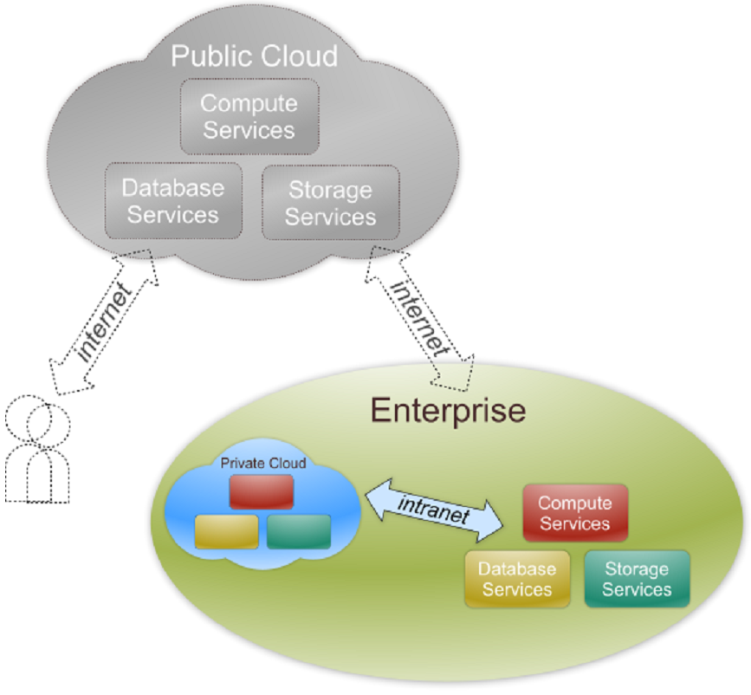 Public Cloud
Compute
Services
Database
Services
Storage
Services
internet
internet
Enterprise
Private Cloud
intranet
Compute
Services
Database
Services
Storage
Services